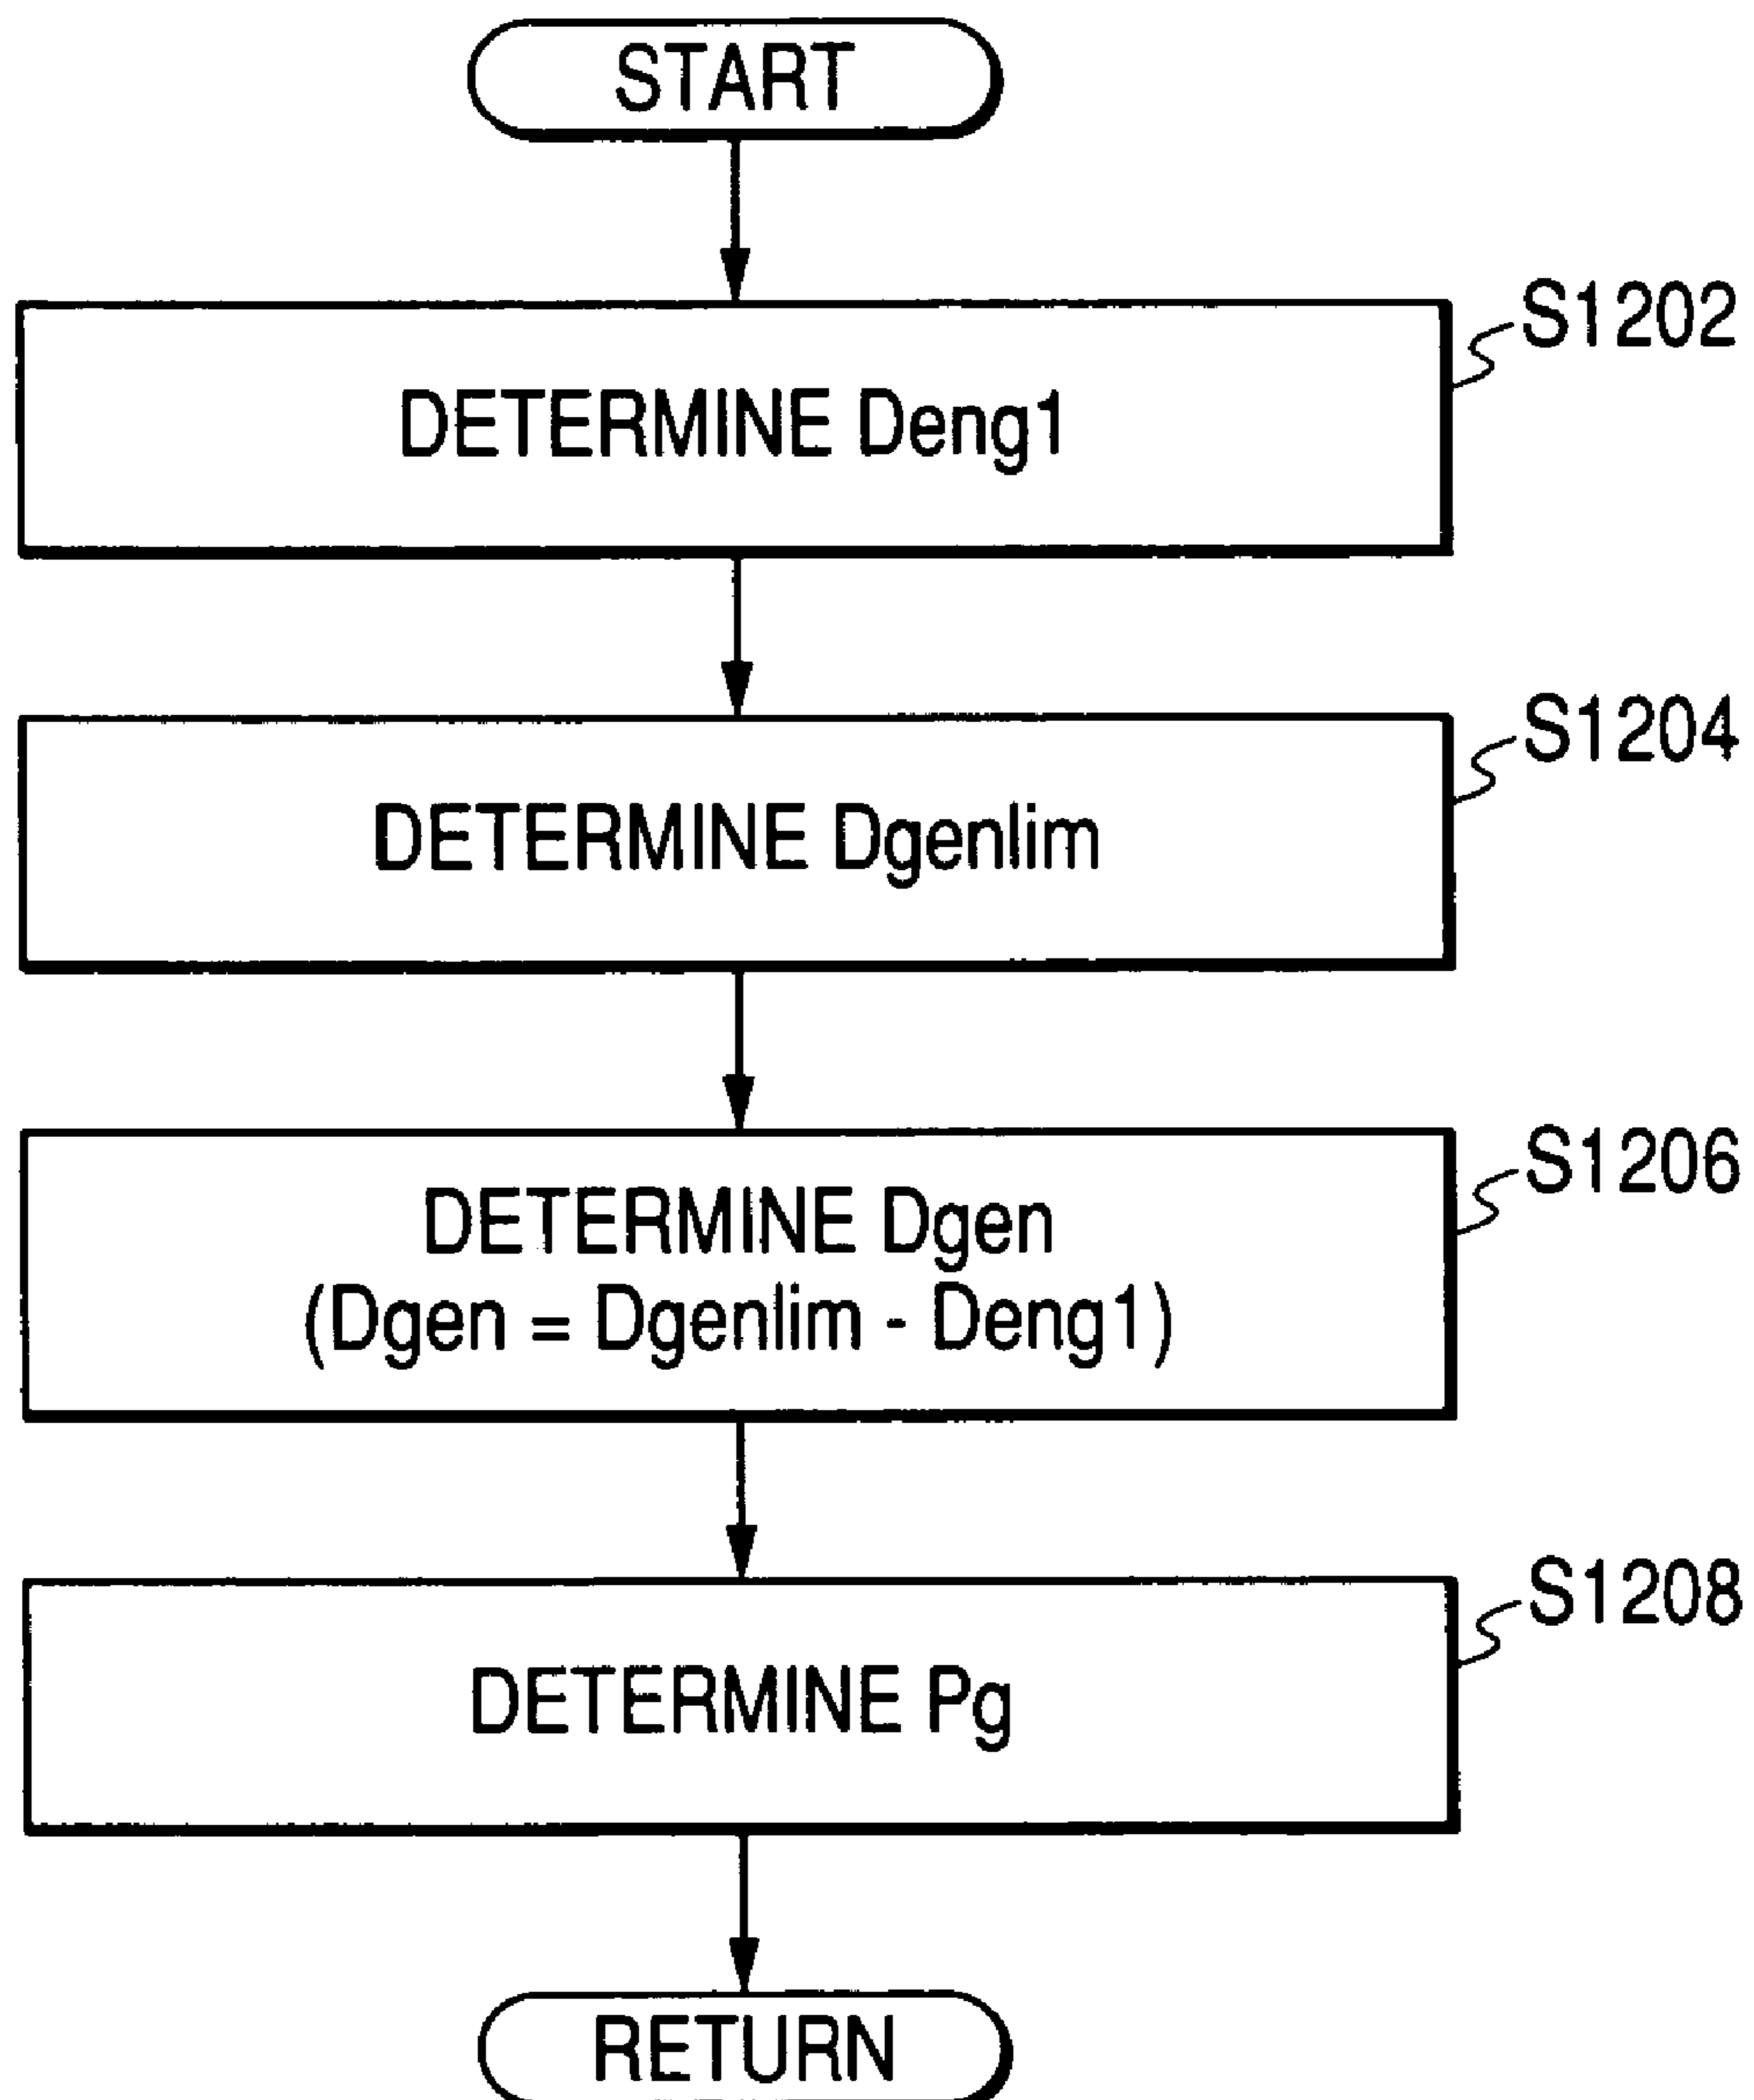 START
S1202
DETERMINE Deng1
S1204
DETERMINE Dgenlim
S1206
DETERMINE Dgen
(Dgen = Dgenlim - Deng1)
S1208
DETERMINE Pg
RETURN